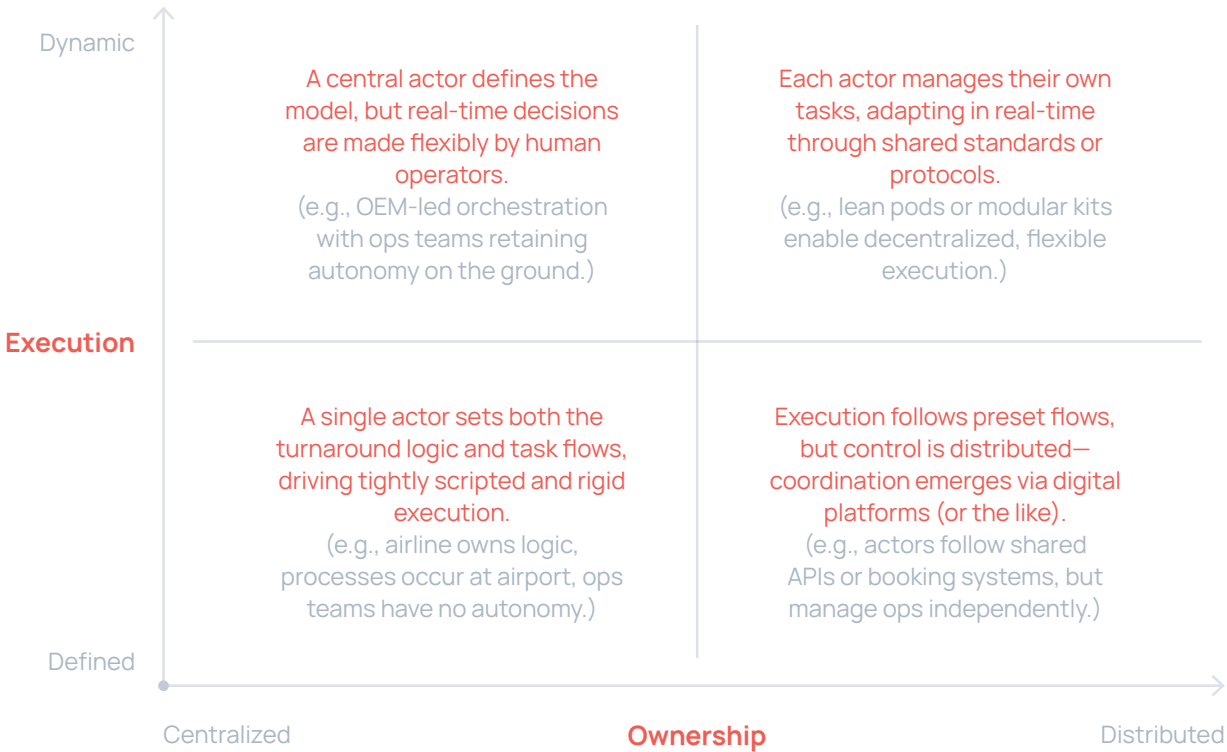 Dynamic
A central actor defines the
model, but real-time decisions
are made flexibly by human
operators.
(e.g., OEM-led orchestration
with ops teams retaining
autonomy on the ground.)
Each actor manages their own
tasks, adapting in real-time
through shared standards or
protocols.
(e.g., lean pods or modular kits
enable decentralized, flexible
execution.)
Execution
A single actor sets both the
turnaround logic and task flows,
driving tightly scripted and rigid
execution.
(e.g., airline owns logic,
processes occur at airport, ops
teams have no autonomy.)
Execution follows preset flows,
but control is distributed—
coordination emerges via digital
platforms (or the like).
(e.g., actors follow shared
APIs or booking systems, but
manage ops independently.)
Defined
Centralized
Ownership
Distributed